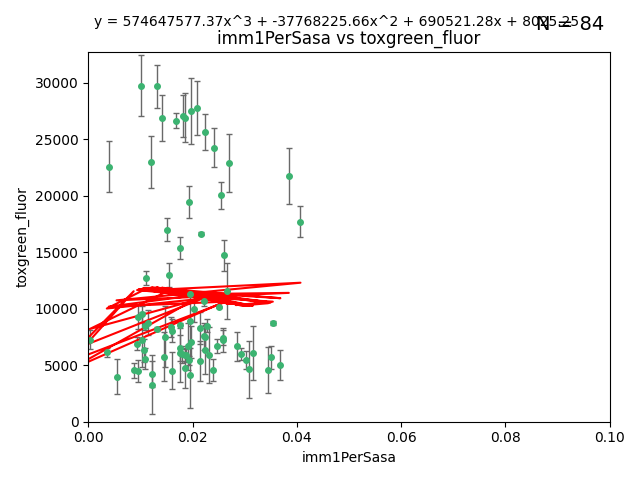 y = 574647577.37x^3 + -37768225.66x^2 + 690521.28x + 8025.25
N = 84
imm1PerSasa vs toxgreen_fluor
30000
25000
20000
15000
10000
5000
0
toxgreen_fluor
0.00 0.02 0.04 0.06 0.08 0.10
imm1PerSasa